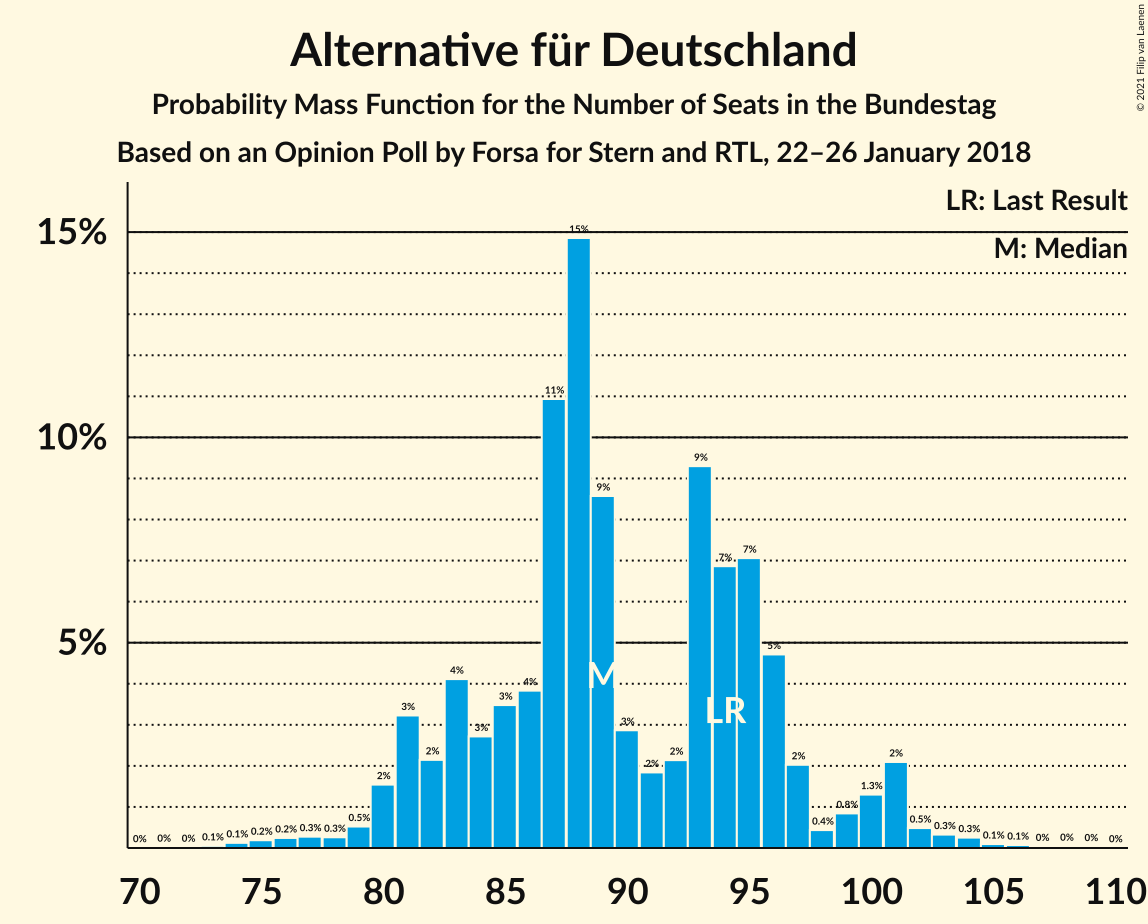 Alternative für Deutschland
Probability Mass Function for the Number of Seats in the Bundestag
Based on an Opinion Poll by Forsa for Stern and RTL, 22–26 January 2018
© 2021 Filip van Laenen
LR: Last Result
M: Median
15%
10%
5%
0% 0% 0% 0.1% 0.1% 0.2% 0.2% 0.3% 0.3% 0.5% 2% 3% 2% 4% 3% 3% 4% 11% 15% 9% 3% 2% 2% 9% 7% 7% 5% 2% 0.4% 0.8% 1.3% 2% 0.5% 0.3% 0.3% 0.1% 0.1% 0% 0% 0% 0%
M
LR
70 75 80 85 90 95 100 105 110